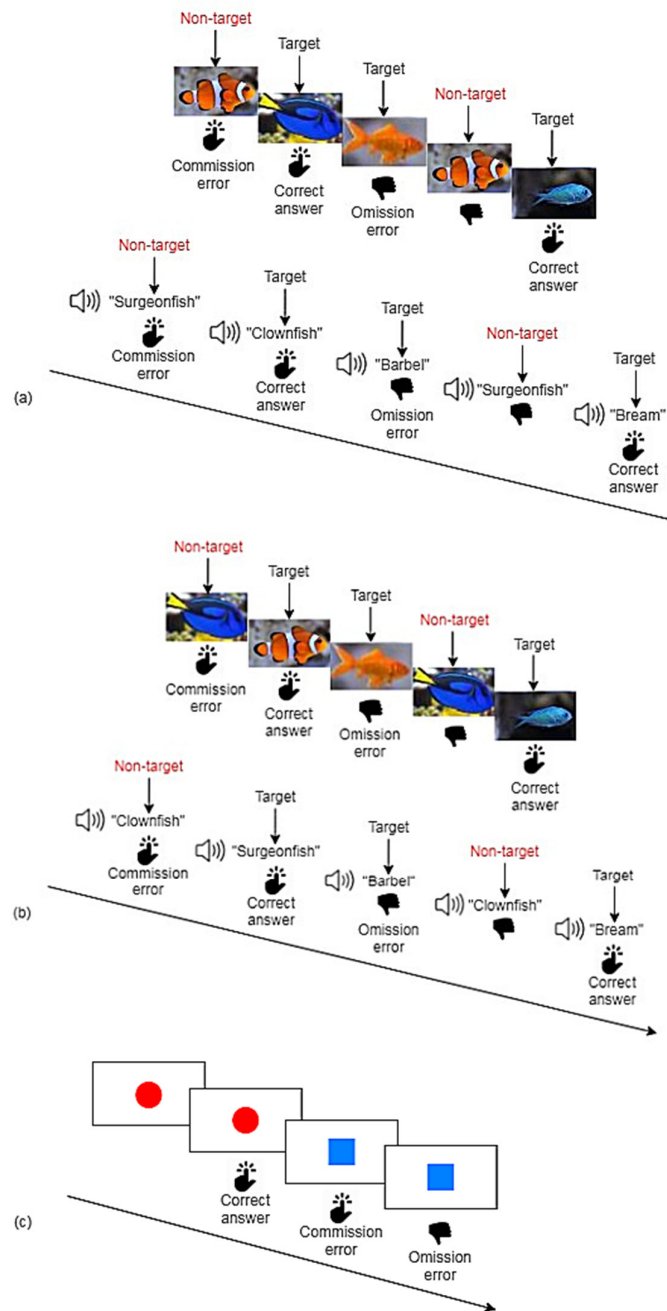 Non-target
Target
Target
Non-target
Target
Commission
error
Correct
answer
Omission
error
Correct
answer
Non-target
"Surgeonfish"
Commission
error
Target
"Clownfish"
Correct
answer
Target
"Barbel"
Omission
error
Non-target
"Surgeonfish"
Target
"Bream"
Correct
answer
(a)
Non-target
Target
Target
Non-target
Target
Commission
error
Correct
answer
Omission
error
Correct
answer
Non-target
"Clownfish"
Commission
error
Target
"Surgeonfish"
Correct
answer
Target
"Barbel"
Omission
error
Non-target
"Clownfish"
Target
"Bream"
Correct
answer
(b)
Correct
answer
Commission
error
Omission
error
(c)